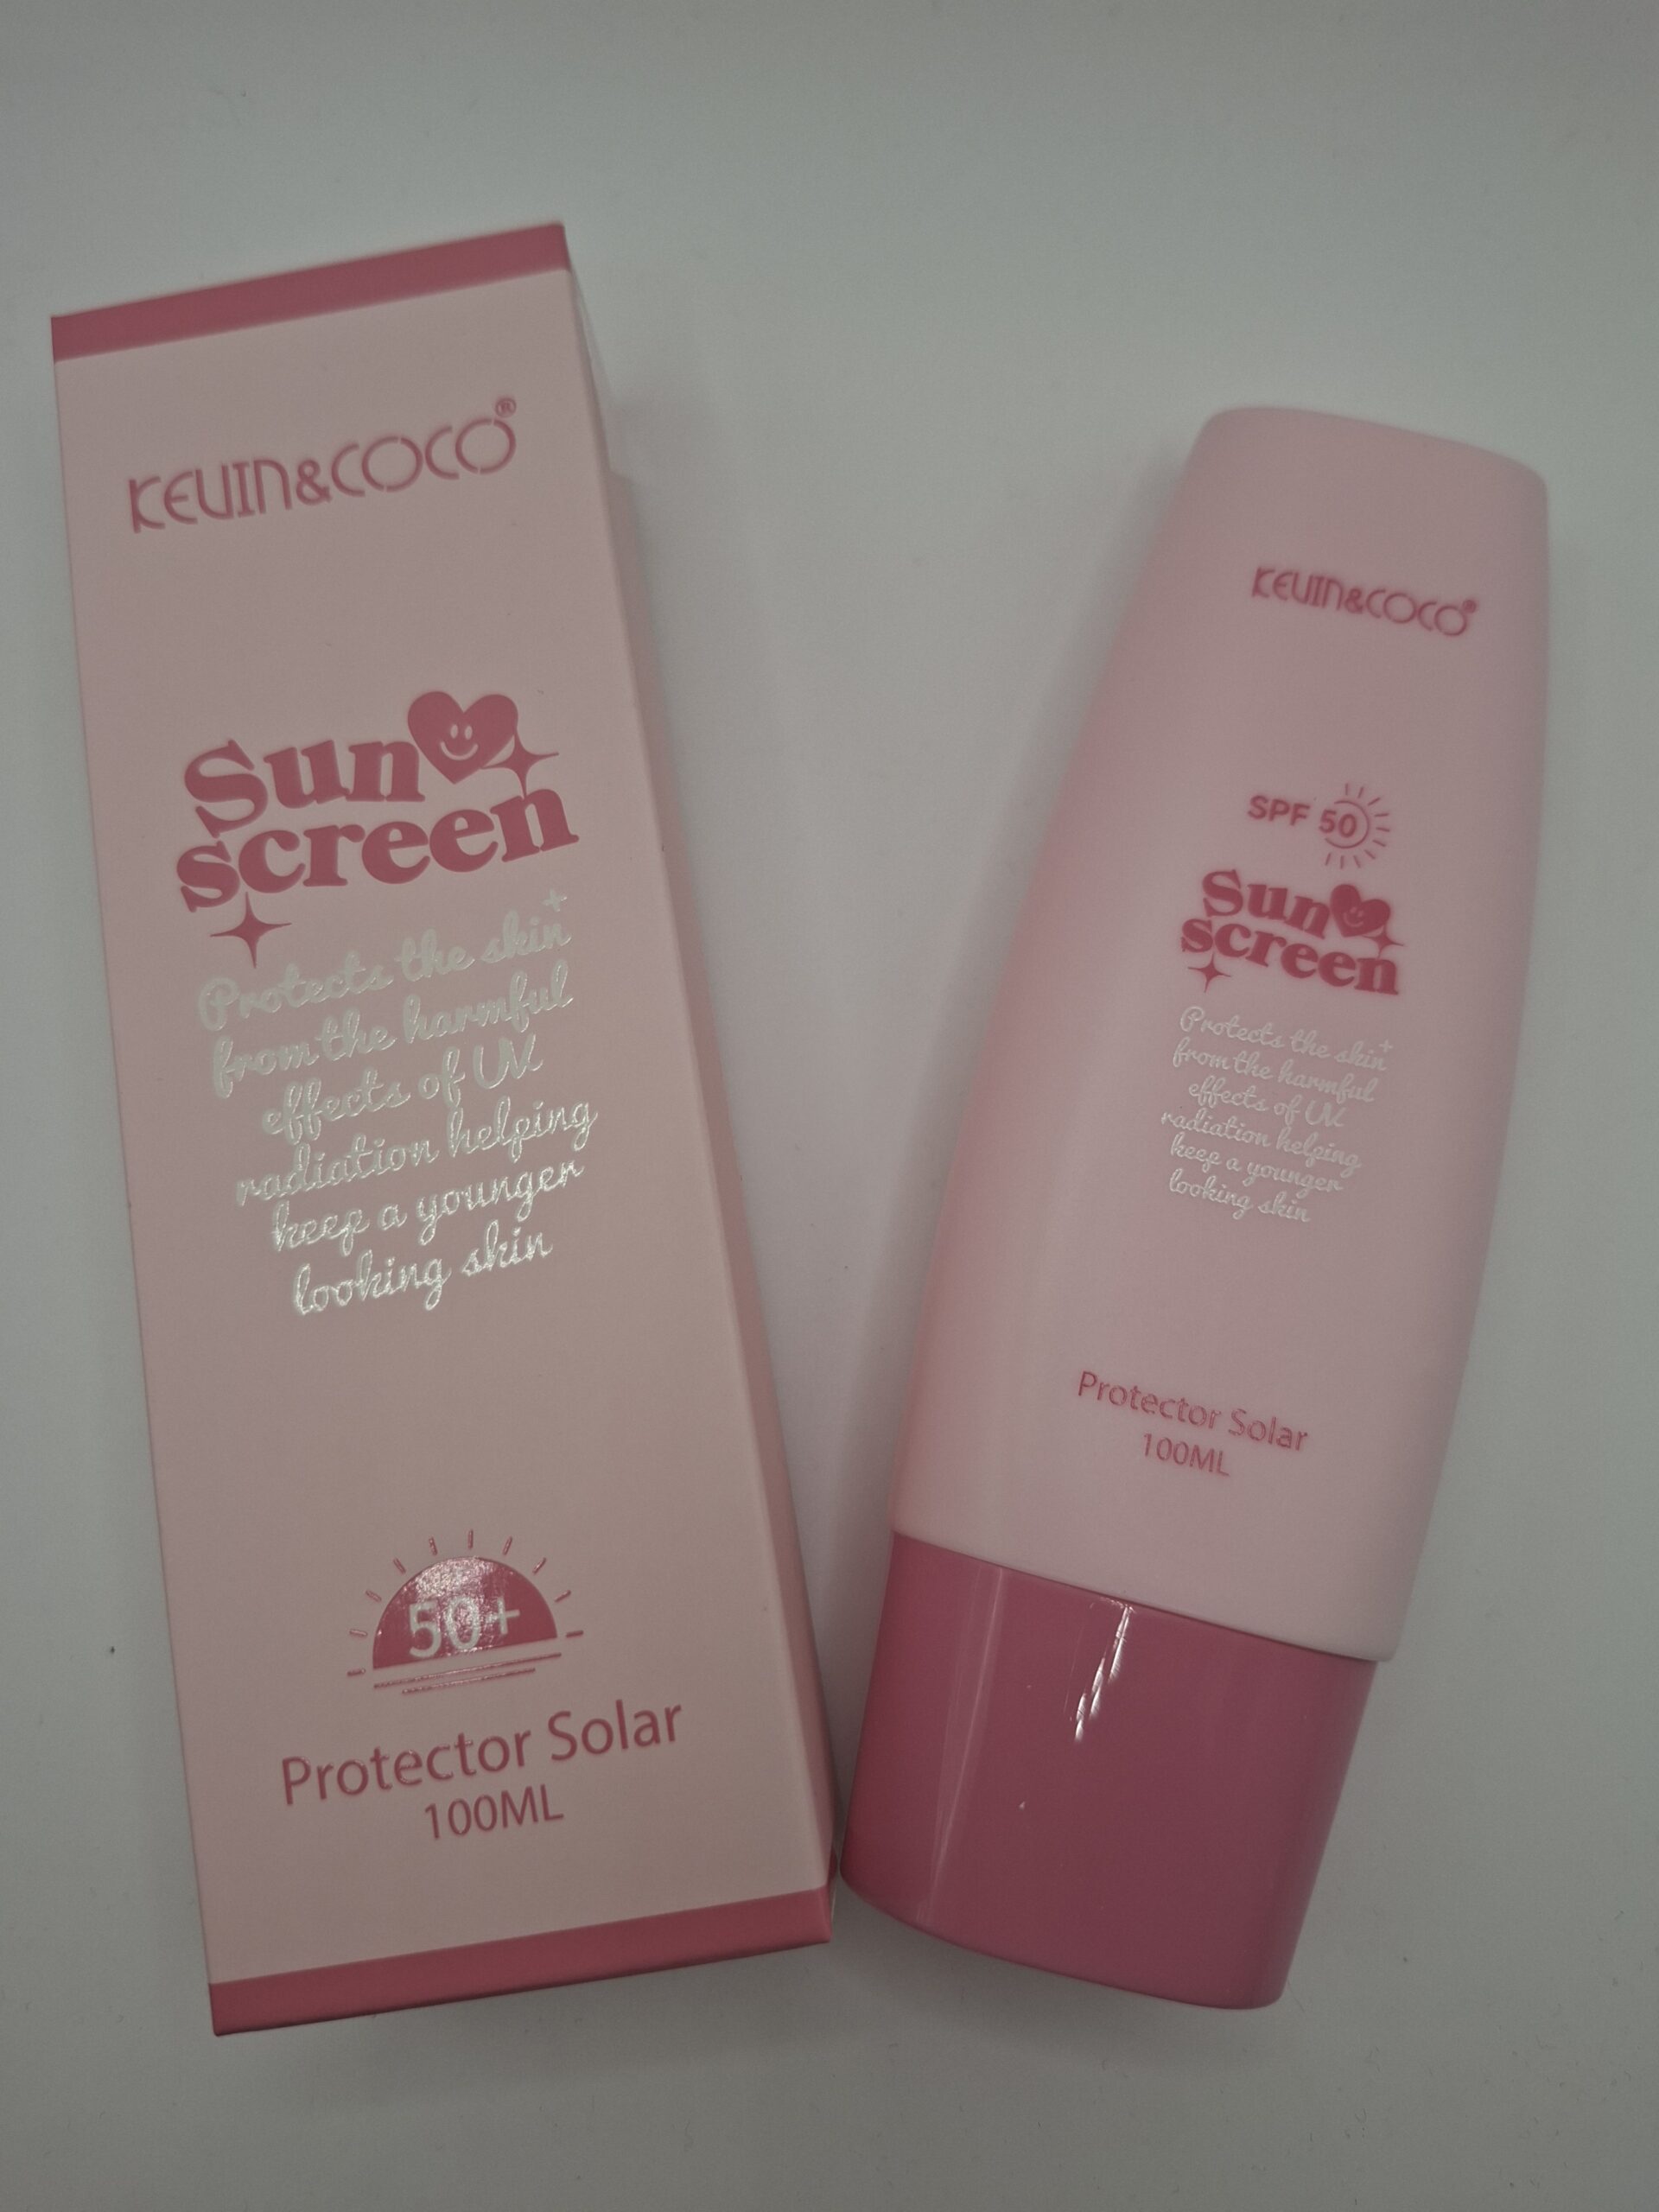 KEVIN&COCO®
Sun
screen
Protects the skin
from the harmful
effects of UV
radiation helping
keep a younger
looking skin
50+
Protector Solar
100ML
KEVIN&COCO®
SPF 50
Sun
screen
Protects the skin
from the harmful
effects of UV
radiation helping
keep a younger
looking skin
Protector Solar
100ML